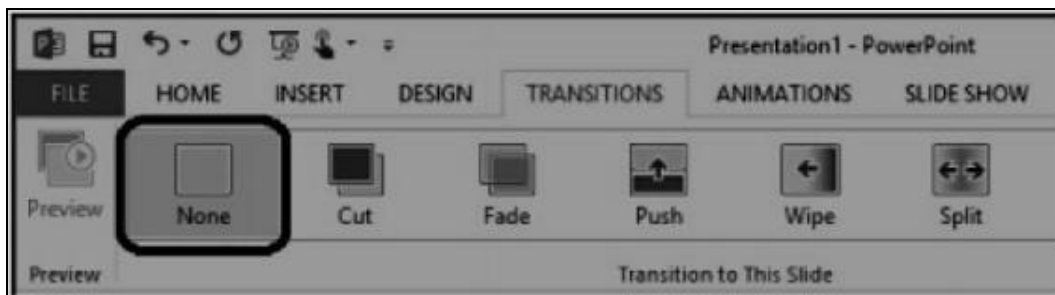 Presentation1 - PowerPoint
FILE HOME INSERT DESIGN TRANSITIONS ANIMATIONS SLIDE SHOW
Preview None Cut Fade Push Wipe Split
Preview Transition to This Slide